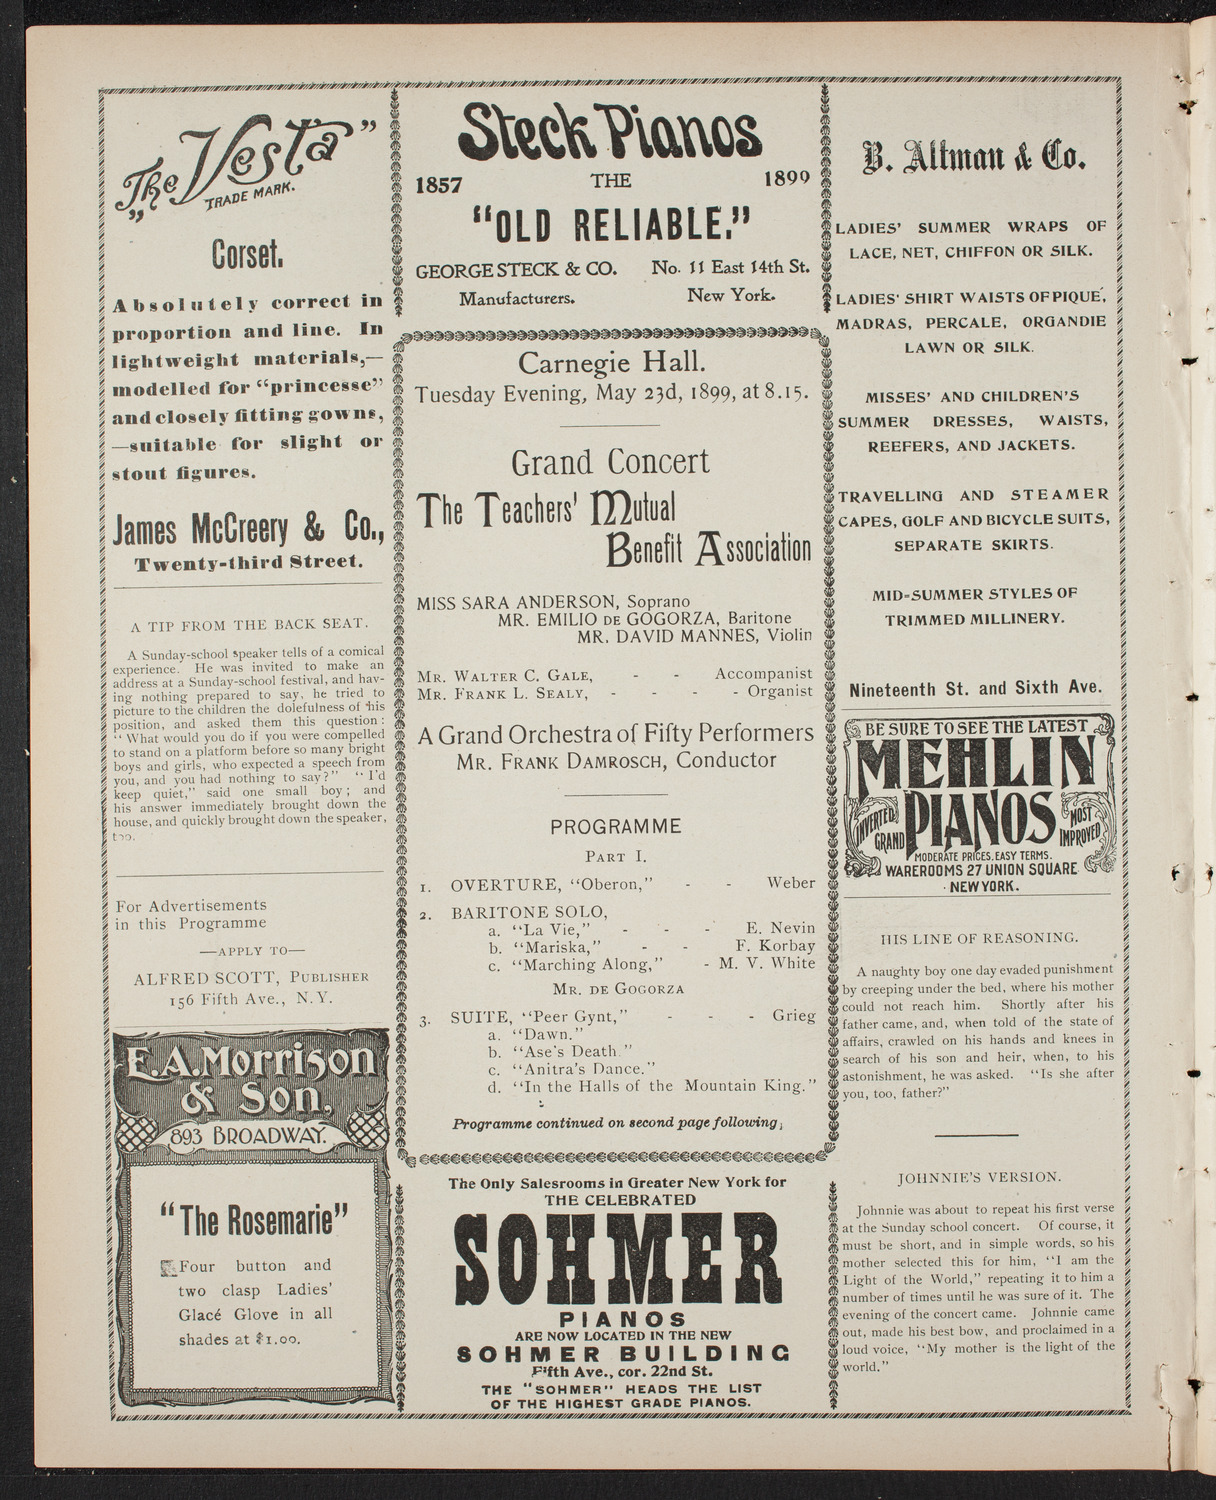 "The Vesta"
TRADE MARK.
Corset.
Absolutely correct in
proportion and line. In
lightweight materials,—
modelled for "princesse"
and closely fitting gowns,
—suitable for slight or
stout figures.
James McCreery & Co.,
Twenty-third Street.
A TIP FROM THE BACK SEAT.
A Sunday-school speaker tells of a comical
experience. He was invited to make an
address at a Sunday-school festival, and hav-
ing nothing prepared to say, he tried to
picture to the children the dolefulness of his
position, and asked them this question:
"What would you do if you were compelled
to stand on a platform before so many bright
boys and girls, who expected a speech from
you, and you had nothing to say?" "I'd
keep quiet," said one small boy; and
his answer immediately brought down the
house, and quickly brought down the speaker,
too.
For Advertisements
in this Programme
—APPLY TO—
ALFRED SCOTT, PUBLISHER
156 Fifth Ave., N.Y.
E.A. Morrison
& Son,
893 BROADWAY.
"The Rosemarie"
Four button and
two clasp Ladies'
Glacé Glove in all
shades at $1.00.
Steck Pianos
1857 THE 1899
"OLD RELIABLE."
GEORGE STECK & CO. No. 11 East 14th St.
Manufacturers. New York.
Carnegie Hall.
Tuesday Evening, May 23d, 1899, at 8.15.
Grand Concert
The Teachers' Mutual
Benefit Association
MISS SARA ANDERSON, Soprano
MR. EMILIO DE GOGORZA, Baritone
MR. DAVID MANNES, Violin
MR. WALTER C. GALE, - - Accompanist
MR. FRANK L. SEALY, - - - - Organist
A Grand Orchestra of Fifty Performers
MR. FRANK DAMROSCH, Conductor
PROGRAMME
PART I.
1. OVERTURE, "Oberon," - - Weber
2. BARITONE SOLO,
a. "La Vie," - - - E. Nevin
b. "Mariska," - - F. Korbay
c. "Marching Along," - M. V. White
MR. DE GOGORZA
3. SUITE, "Peer Gynt," - - - Grieg
a. "Dawn."
b. "Ase's Death."
c. "Anitra's Dance."
d. "In the Halls of the Mountain King."
Programme continued on second page following.
The Only Salesrooms in Greater New York for
THE CELEBRATED
SOHMER
PIANOS
ARE NOW LOCATED IN THE NEW
SOHMER BUILDING
Fifth Ave., cor. 22nd St.
THE "SOHMER" HEADS THE LIST
OF THE HIGHEST GRADE PIANOS.
B. Altman & Co.
LADIES' SUMMER WRAPS OF
LACE, NET, CHIFFON OR SILK.
LADIES' SHIRT WAISTS OF PIQUÉ,
MADRAS, PERCALE, ORGANDIE
LAWN OR SILK.
MISSES' AND CHILDREN'S
SUMMER DRESSES, WAISTS,
REEFERS, AND JACKETS.
TRAVELLING AND STEAMER
CAPES, GOLF AND BICYCLE SUITS,
SEPARATE SKIRTS.
MID-SUMMER STYLES OF
TRIMMED MILLINERY.
Nineteenth St. and Sixth Ave.
BE SURE TO SEE THE LATEST
MEHLIN
INVERTED GRAND PIANOS MOST IMPROVED
MODERATE PRICES. EASY TERMS.
WAREROOMS 27 UNION SQUARE
NEW YORK.
HIS LINE OF REASONING.
A naughty boy one day evaded punishment
by creeping under the bed, where his mother
could not reach him. Shortly after his
father came, and, when told of the state of
affairs, crawled on his hands and knees in
search of his son and heir, when, to his
astonishment, he was asked. "Is she after
you, too, father?"
JOHNNIE'S VERSION.
Johnnie was about to repeat his first verse
at the Sunday school concert. Of course, it
must be short, and in simple words, so his
mother selected this for him, "I am the
Light of the World," repeating it to him a
number of times until he was sure of it. The
evening of the concert came. Johnnie came
out, made his best bow, and proclaimed in a
loud voice, "My mother is the light of the
world."